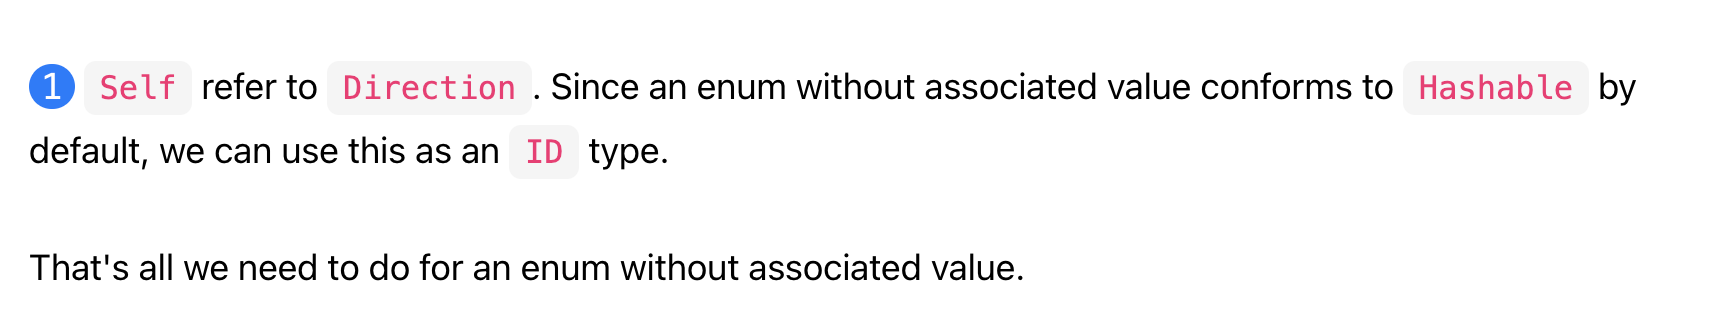 1 Self refer to Direction. Since an enum without associated value conforms to Hashable by
default, we can use this as an ID type.
That's all we need to do for an enum without associated value.